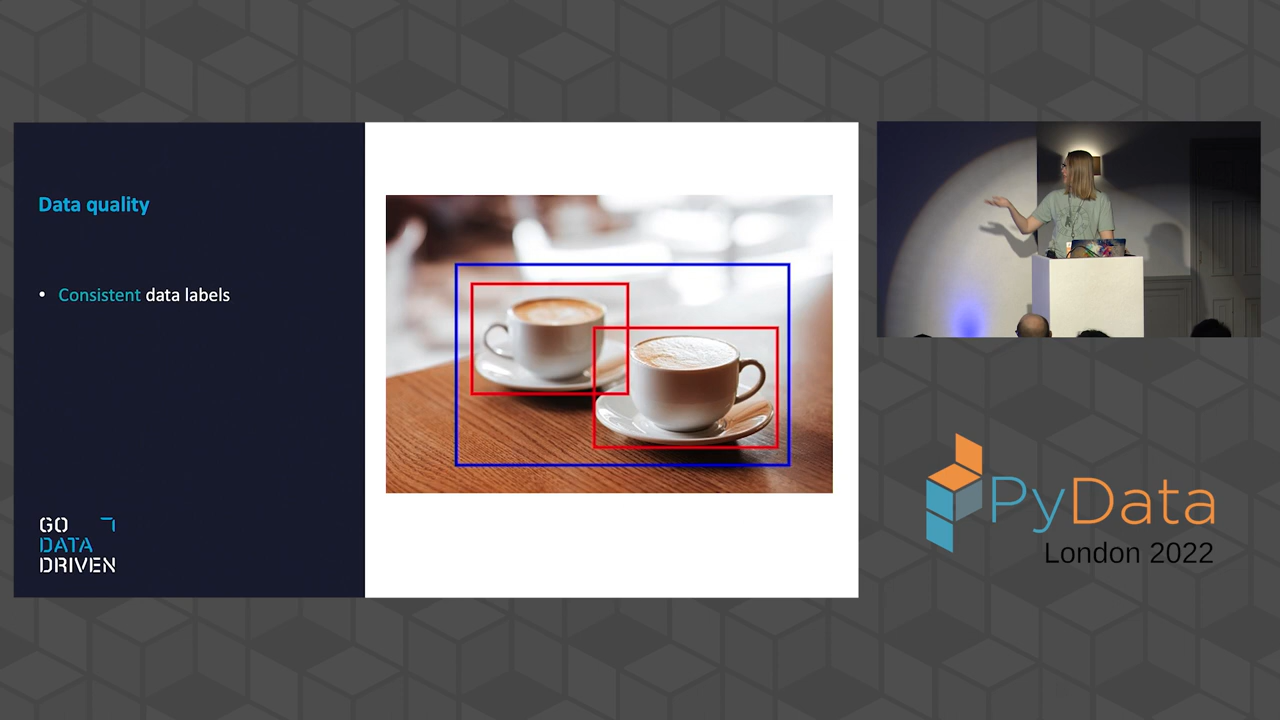 Data quality
• Consistent data labels
GO
DATA
DRIVEN
PyData
London 2022